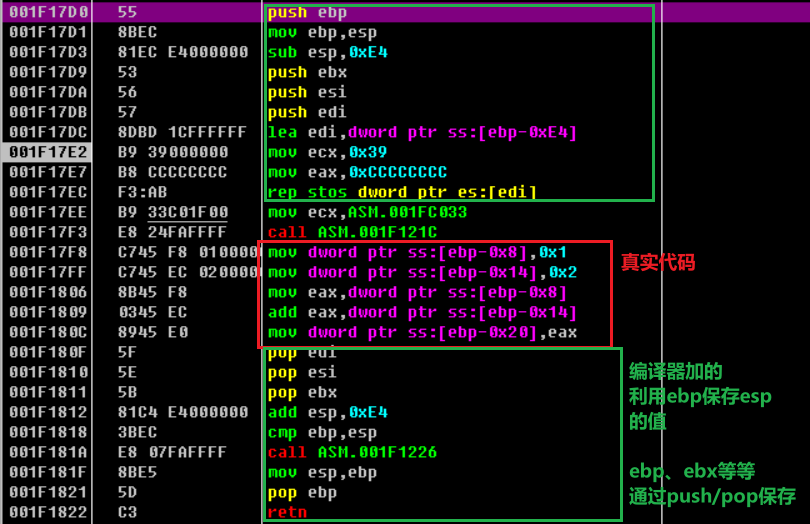 001F17D0 55 push ebp
001F17D1 8BEC mov ebp,esp
001F17D3 81EC E4000000 sub esp,0xE4
001F17D9 53 push ebx
001F17DA 56 push esi
001F17DB 57 push edi
001F17DC 8DBD 1CFFFFFF lea edi,dword ptr ss:[ebp-0xE4]
001F17E2 B9 39000000 mov ecx,0x39
001F17E7 B8 CCCCCCCC mov eax,0xCCCCCCCC
001F17EC F3:AB rep stos dword ptr es:[edi]
001F17EE B9 33C01F00 mov ecx,ASM.001FC033
001F17F3 E8 24FAFFFF call ASM.001F121C
001F17F8 C745 F8 010000 mov dword ptr ss:[ebp-0x8],0x1
001F17FF C745 EC 020000 mov dword ptr ss:[ebp-0x14],0x2
真实代码
001F1806 8B45 F8 mov eax,dword ptr ss:[ebp-0x8]
001F1809 0345 EC add eax,dword ptr ss:[ebp-0x14]
001F180C 8945 E0 mov dword ptr ss:[ebp-0x20],eax
001F180F 5F pop edi
001F1810 5E pop esi
001F1811 5B pop ebx
001F1812 81C4 E4000000 add esp,0xE4
001F1818 3BEC cmp ebp,esp
001F181A E8 07FAFFFF call ASM.001F1226
001F181F 8BE5 mov esp,ebp
001F1821 5D pop ebp
001F1822 C3 retn
编译器加的
利用ebp保存esp
的值
ebp、ebx等等
通过push/pop保存